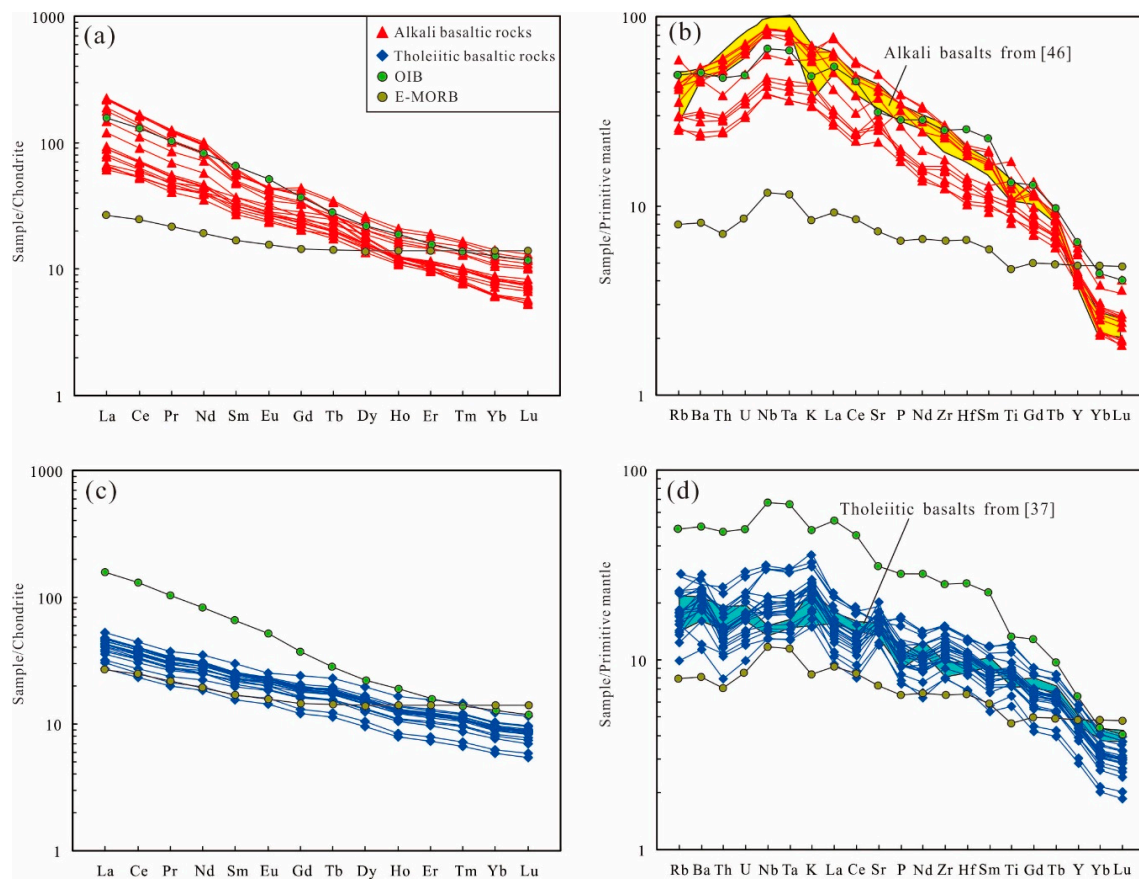 (a)
1000
100
10
1
Sample/Chondrite
Alkali basaltic rocks
Tholeiitic basaltic rocks
OIB
E-MORB
La Ce Pr Nd Sm Eu Gd Tb Dy Ho Er Tm Yb Lu
(b)
100
10
1
Sample/Primitive mantle
Alkali basalts from [46]
Rb Ba Th U Nb Ta K La Ce Sr P Nd Zr Hf Sm Ti Gd Tb Y Yb Lu
(c)
1000
100
10
1
Sample/Chondrite
La Ce Pr Nd Sm Eu Gd Tb Dy Ho Er Tm Yb Lu
(d)
100
10
1
Sample/Primitive mantle
Tholeiitic basalts from [37]
Rb Ba Th U Nb Ta K La Ce Sr P Nd Zr Hf Sm Ti Gd Tb Y Yb Lu